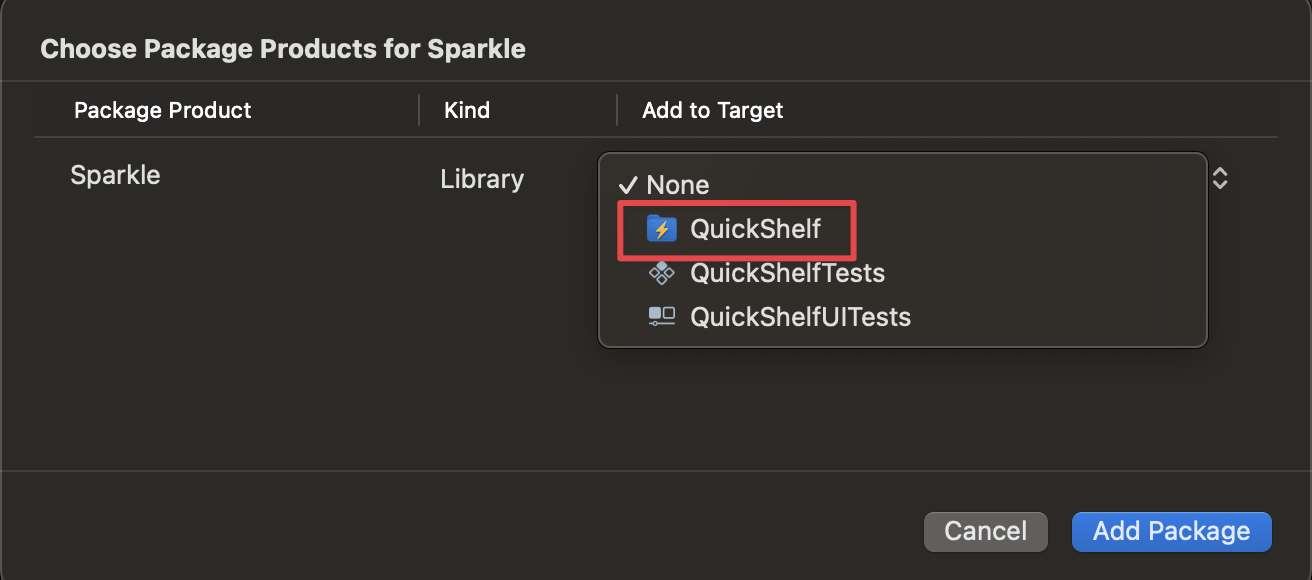 Choose Package Products for Sparkle
Package Product Kind Add to Target
Sparkle Library
None
QuickShelf
QuickShelfTests
QuickShelfUITests
Cancel Add Package